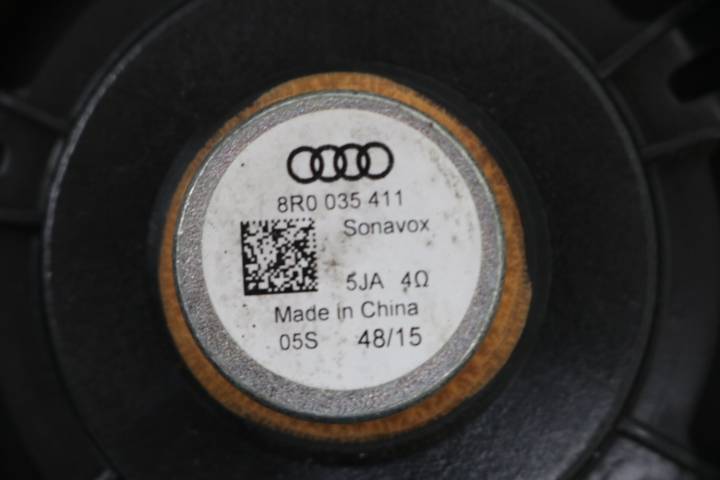 8R0 035 411
Sonavox
5JA 4Ω
Made in China
05S 48/15